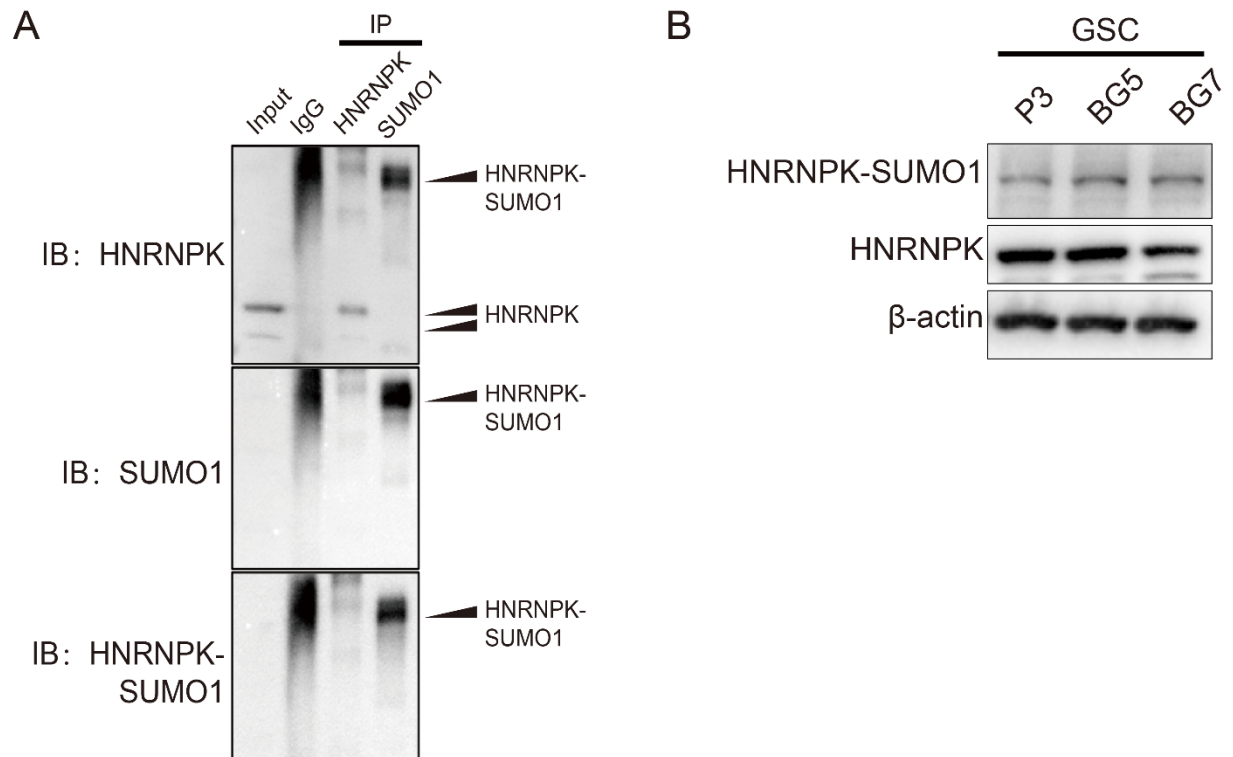 A
IP
Input
IgG
HNRNPK
SUMO1
IB: HNRNPK
HNRNPK-
SUMO1
HNRNPK
IB: SUMO1
HNRNPK-
SUMO1
IB: HNRNPK-
SUMO1
HNRNPK-
SUMO1
B
GSC
P3
BG5
BG7
HNRNPK-SUMO1
HNRNPK
β-actin